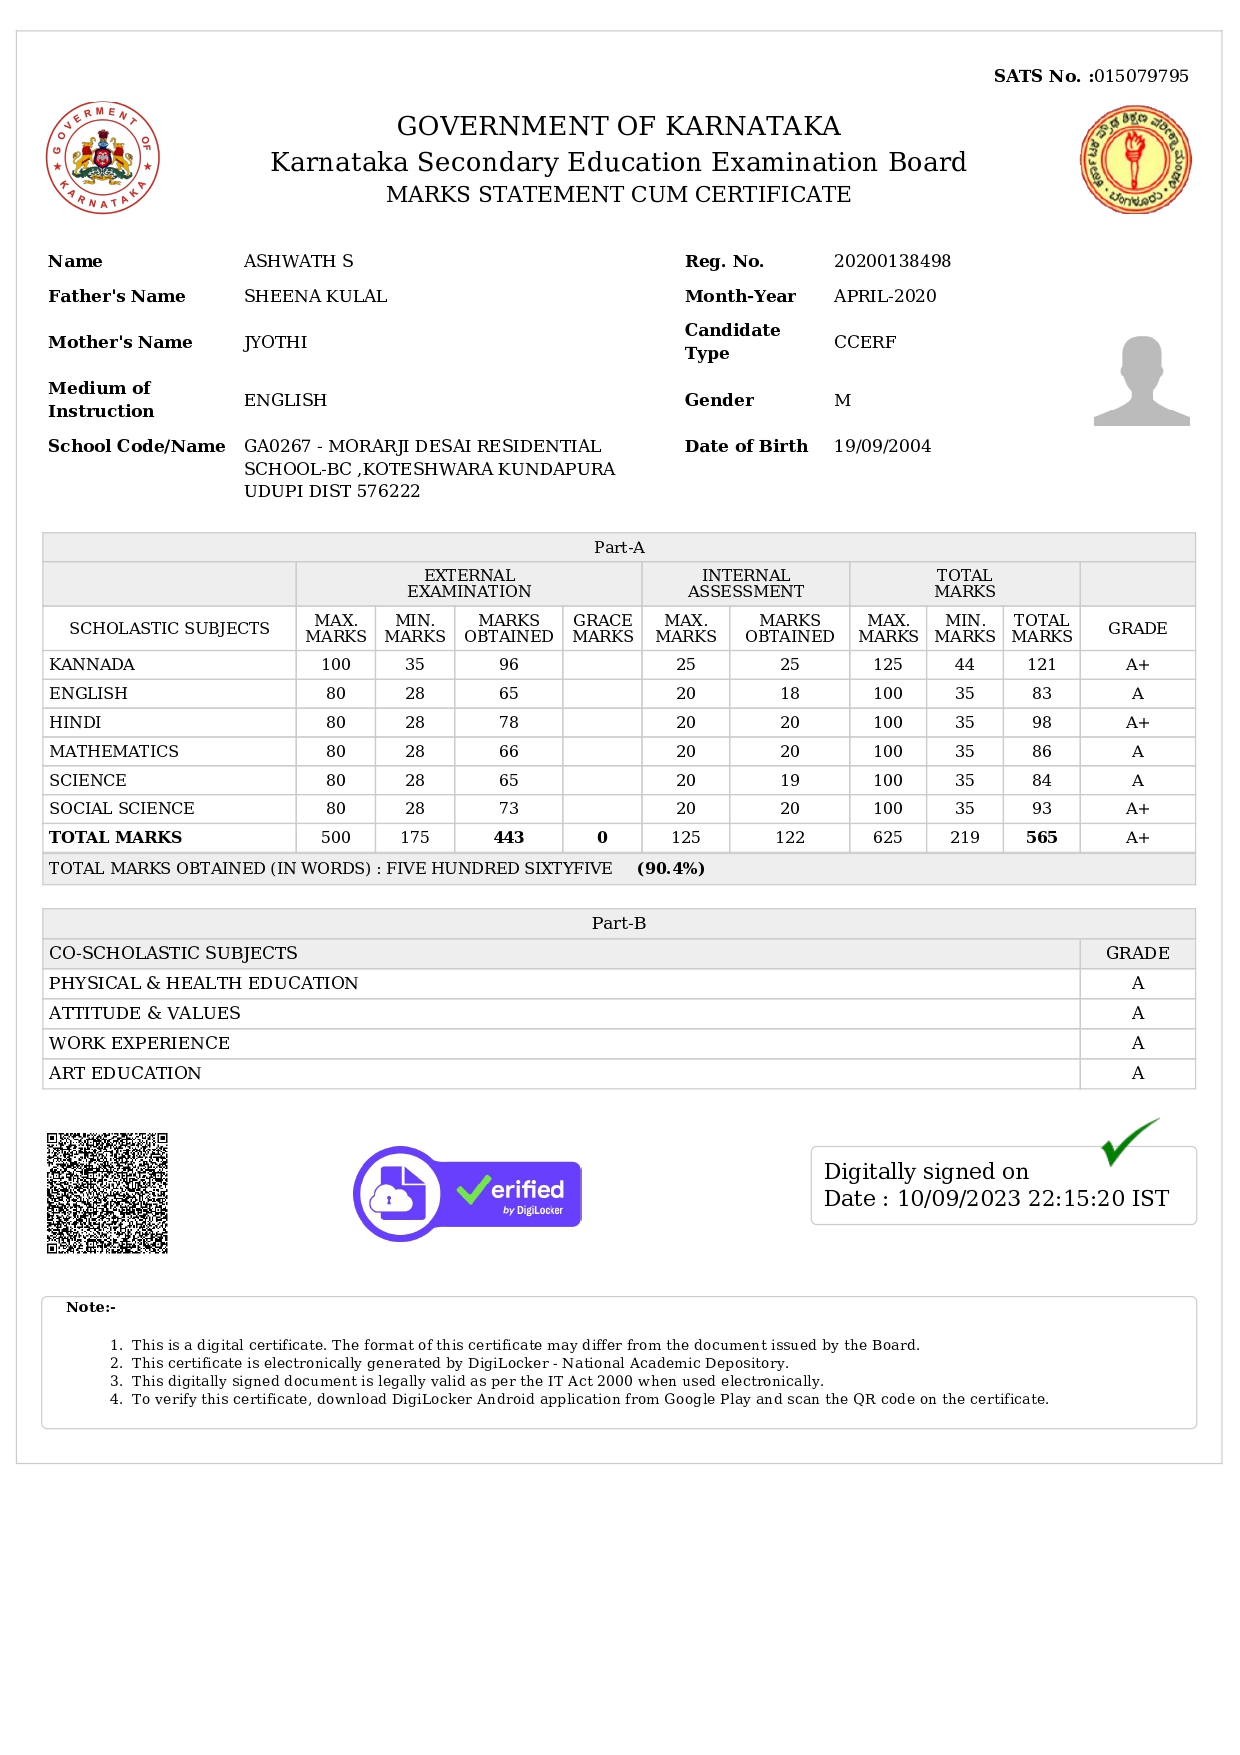 SATS No. :015079795
GOVERMENT OF KARNATAKA
GOVERNMENT OF KARNATAKA
Karnataka Secondary Education Examination Board
MARKS STATEMENT CUM CERTIFICATE
Name ASHWATH S Reg. No. 20200138498
Father's Name SHEENA KULAL Month-Year APRIL-2020
Mother's Name JYOTHI Candidate Type CCERF
Medium of Instruction ENGLISH Gender M
School Code/Name GA0267 - MORARJI DESAI RESIDENTIAL Date of Birth 19/09/2004
SCHOOL-BC ,KOTESHWARA KUNDAPURA
UDUPI DIST 576222
Part-A
EXTERNAL EXAMINATION INTERNAL ASSESSMENT TOTAL MARKS
SCHOLASTIC SUBJECTS MAX. MARKS MIN. MARKS MARKS OBTAINED GRACE MARKS MAX. MARKS MARKS OBTAINED MAX. MARKS MIN. MARKS TOTAL MARKS GRADE
KANNADA 100 35 96 25 25 125 44 121 A+
ENGLISH 80 28 65 20 18 100 35 83 A
HINDI 80 28 78 20 20 100 35 98 A+
MATHEMATICS 80 28 66 20 20 100 35 86 A
SCIENCE 80 28 65 20 19 100 35 84 A
SOCIAL SCIENCE 80 28 73 20 20 100 35 93 A+
TOTAL MARKS 500 175 443 0 125 122 625 219 565 A+
TOTAL MARKS OBTAINED (IN WORDS) : FIVE HUNDRED SIXTYFIVE (90.4%)
Part-B
CO-SCHOLASTIC SUBJECTS GRADE
PHYSICAL & HEALTH EDUCATION A
ATTITUDE & VALUES A
WORK EXPERIENCE A
ART EDUCATION A
erified
by DigiLocker
Digitally signed on
Date : 10/09/2023 22:15:20 IST
Note:-
1. This is a digital certificate. The format of this certificate may differ from the document issued by the Board.
2. This certificate is electronically generated by DigiLocker - National Academic Depository.
3. This digitally signed document is legally valid as per the IT Act 2000 when used electronically.
4. To verify this certificate, download DigiLocker Android application from Google Play and scan the QR code on the certificate.